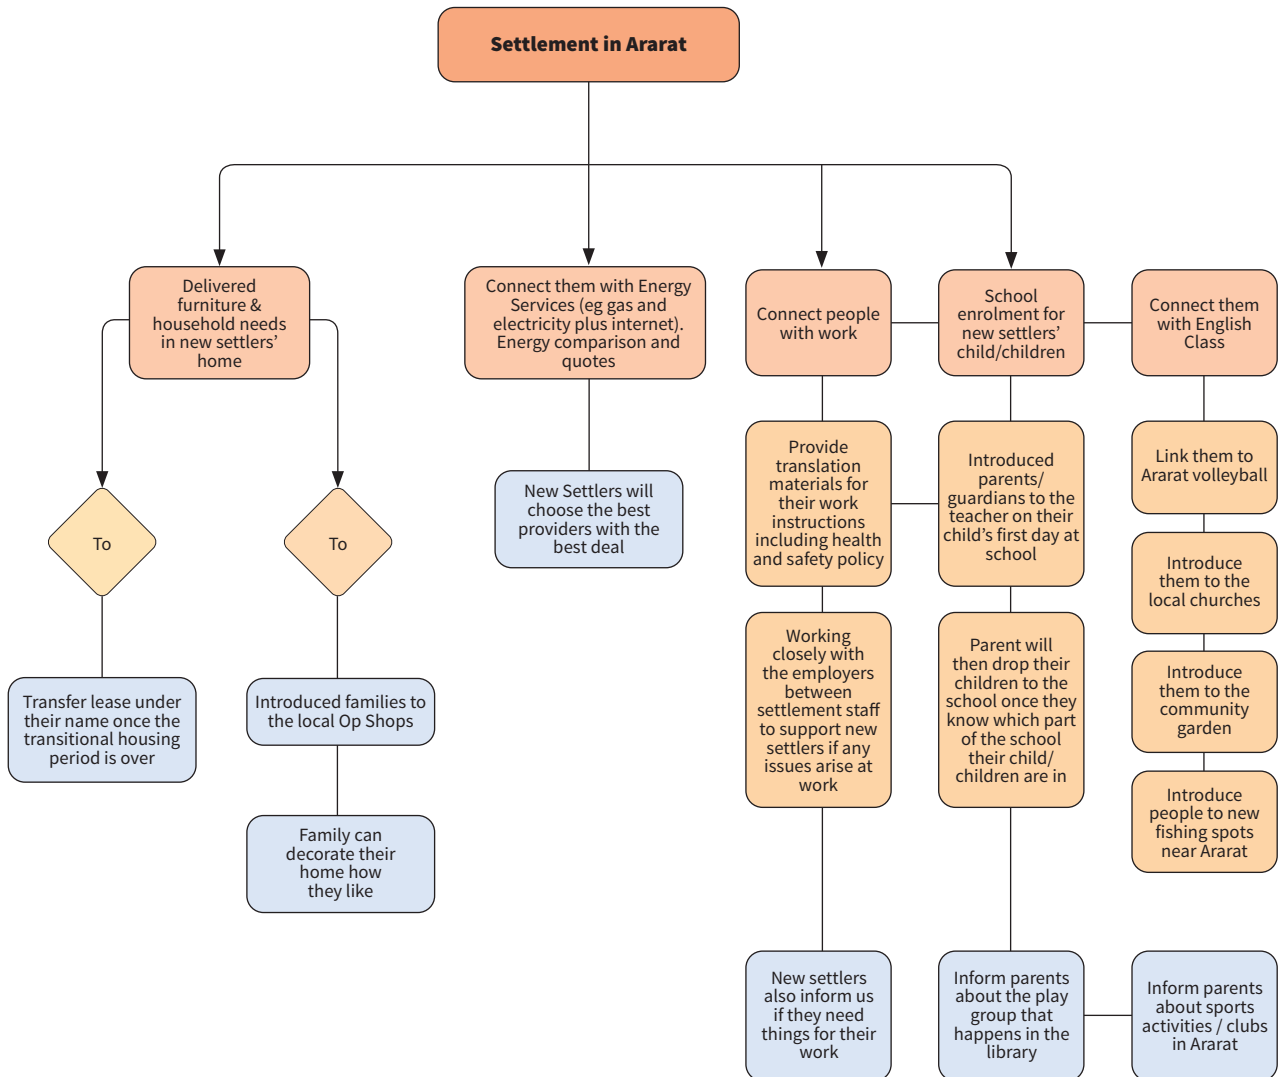 Settlement in Ararat
Delivered
furniture &
household needs
in new settlers’
home
Connect them with Energy
Services (eg gas and
electricity plus internet).
Energy comparison and
quotes
Connect people
with work
School
enrolment for
new settlers’
child/children
Connect them
with English
Class
To
To
New Settlers will
choose the best
providers with the
best deal
Provide
translation
materials for
their work
instructions
including health
and safety policy
Introduced
parents/
guardians to the
teacher on their
child’s first day at
school
Link them to
Ararat volleyball
Introduce
them to the
local churches
Transfer lease under
their name once the
transitional housing
period is over
Introduced families to
the local Op Shops
Family can
decorate their
home how
they like
Working
closely with
the employers
between
settlement staff
to support new
settlers if any
issues arise at
work
Parent will
then drop their
children to the
school once they
know which part
of the school
their child/
children are in
Introduce
them to the
community
garden
Introduce
people to new
fishing spots
near Ararat
New settlers
also inform us
if they need
things for their
work
Inform parents
about the play
group that
happens in the
library
Inform parents
about sports
activities / clubs
in Ararat